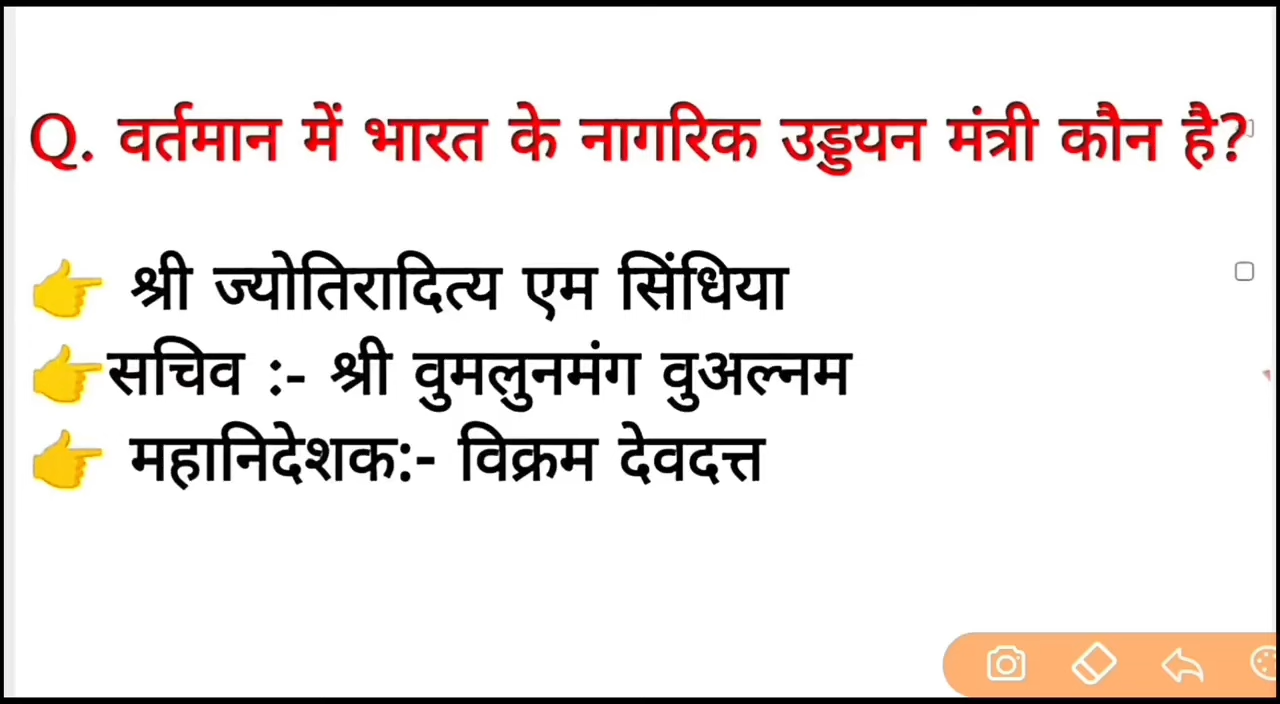 Q. वर्तमान में भारत के नागरिक उड्डयन मंत्री कौन है?
👉 श्री ज्योतिरादित्य एम सिंधिया
👉सचिव :- श्री वुमलुनमंग वुअल्नम
👉 महानिदेशक:- विक्रम देवदत्त